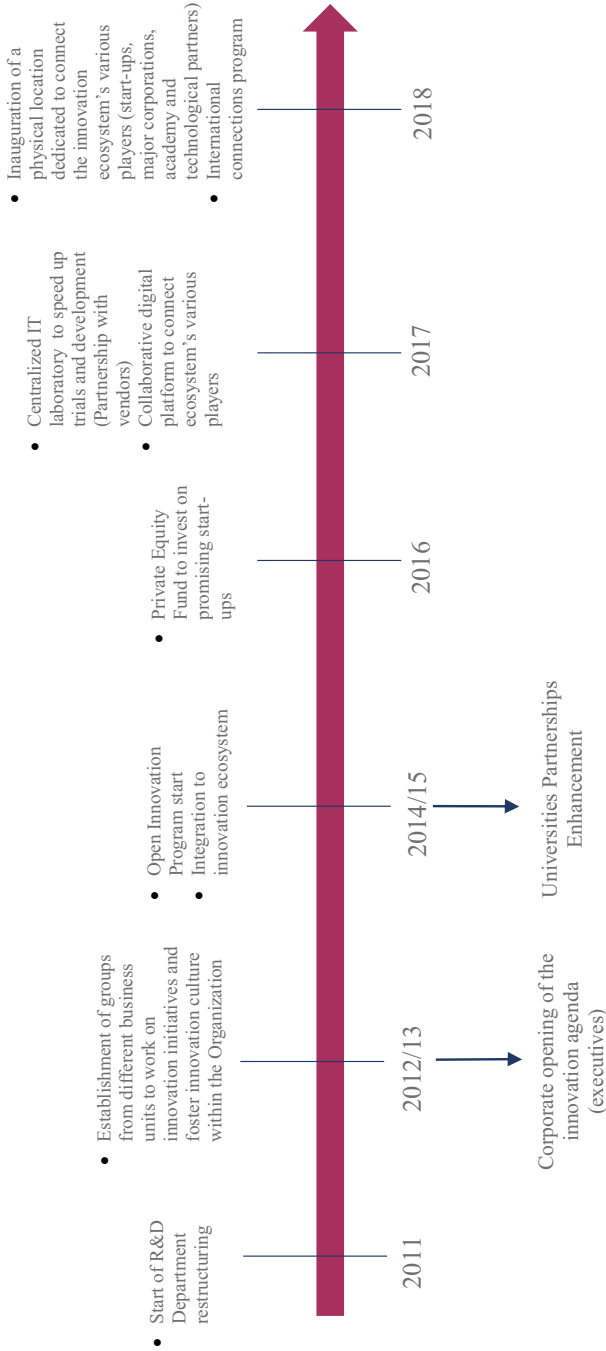 • Start of R&D
Department
restructuring
2011
• Establishment of groups
from different business
units to work on
innovation initiatives and
foster innovation culture
within the Organization
2012/13
Corporate opening of the
innovation agenda
(executives)
• Open Innovation
Program start
• Integration to
innovation ecosystem
2014/15
Universities Partnerships
Enhancement
• Private Equity
Fund to invest on
promising start-
ups
2016
• Centralized IT
laboratory to speed up
trials and development
(Partnership with
vendors)
• Collaborative digital
platform to connect
ecosystem's various
players
2017
• Inauguration of a
physical location
dedicated to connect
the innovation
ecosystem's various
players (start-ups,
major corporations,
academy and
technological partners)
• International
connections program
2018